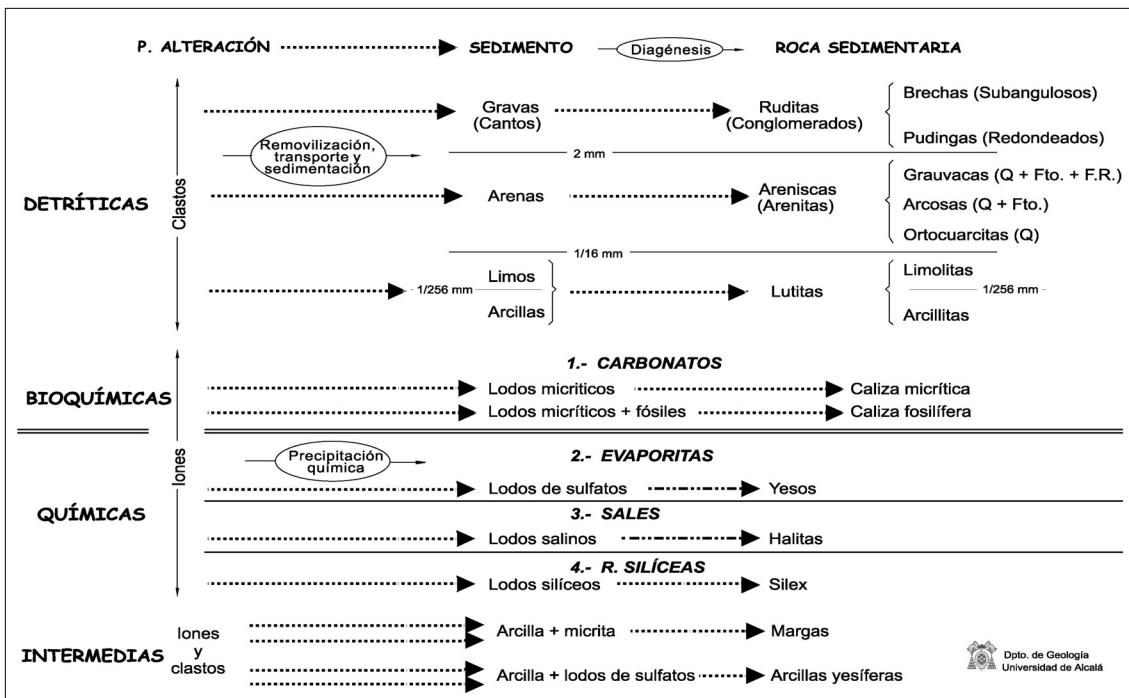 P. ALTERACIÓN SEDIMENTO Diagénesis ROCA SEDIMENTARIA
Gravas
(Cantos)
Ruditas
(Conglomerados)
Brechas (Subangulosos)
Pudingas (Redondeados)
Removilización,
transporte y
sedimentación
2 mm
DETRÍTICAS
Clastos
Arenas
Areniscas
(Arenitas)
Grauvacas (Q + Fto. + F.R.)
Arcosas (Q + Fto.)
Ortocuarcitas (Q)
1/16 mm
Limos
1/256 mm
Arcillas
Lutitas
Limolitas
1/256 mm
Arcillitas
BIOQUÍMICAS
1.- CARBONATOS
Lodos micriticos Caliza micrítica
Lodos micríticos + fósiles Caliza fosilífera
Iones
Precipitación
química
QUÍMICAS
2.- EVAPORITAS
Lodos de sulfatos Yesos
3.- SALES
Lodos salinos Halitas
4.- R. SILÍCEAS
Lodos silíceos Silex
INTERMEDIAS
Iones
y
clastos
Arcilla + micrita Margas
Arcilla + lodos de sulfatos Arcillas yesíferas
Dpto. de Geología
Universidad de Alcalá